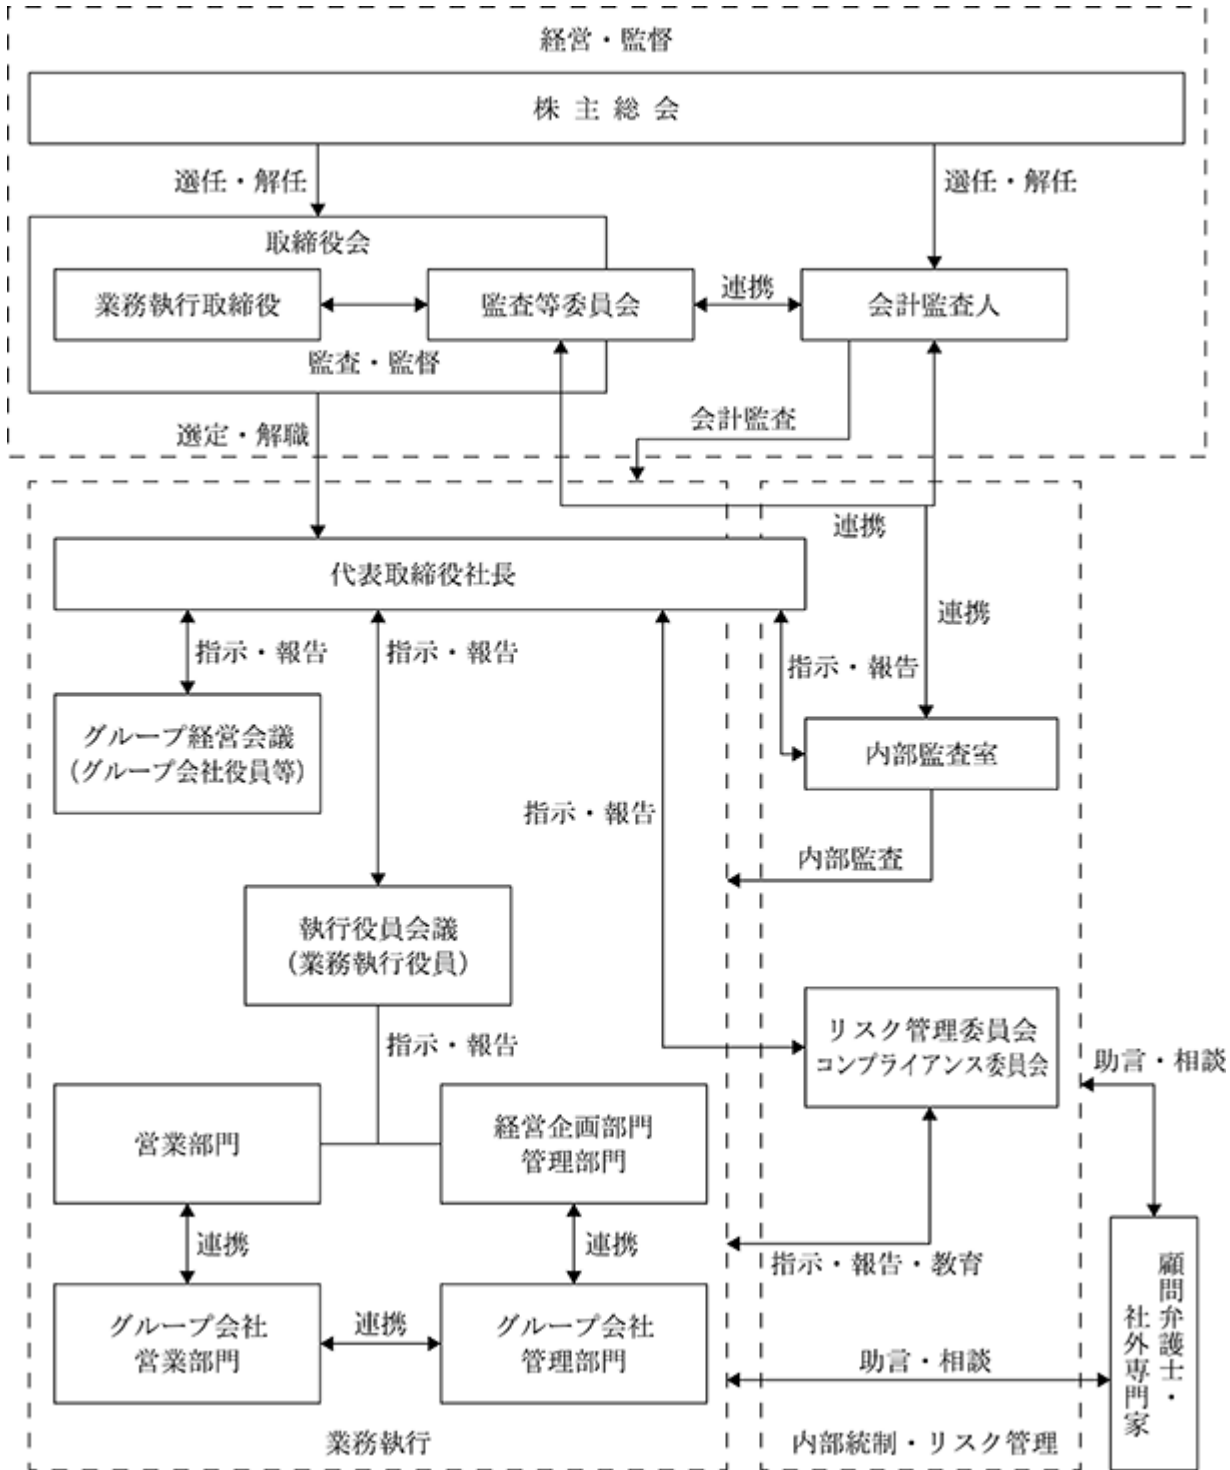 経営・監督
株主総会
選任・解任
選任・解任
取締役会
業務執行取締役
監査等委員会
連携
会計監査人
監査・監督
会計監査
選定・解職
連携
代表取締役社長
連携
指示・報告
指示・報告
指示・報告
グループ経営会議
(グループ会社役員等)
内部監査室
指示・報告
内部監査
執行役員会議
(業務執行役員)
リスク管理委員会
コンプライアンス委員会
指示・報告
助言・相談
営業部門
経営企画部門
管理部門
連携
連携
指示・報告・教育
顧問弁護士・
社外専門家
グループ会社
営業部門
連携
グループ会社
管理部門
助言・相談
業務執行
内部統制・リスク管理